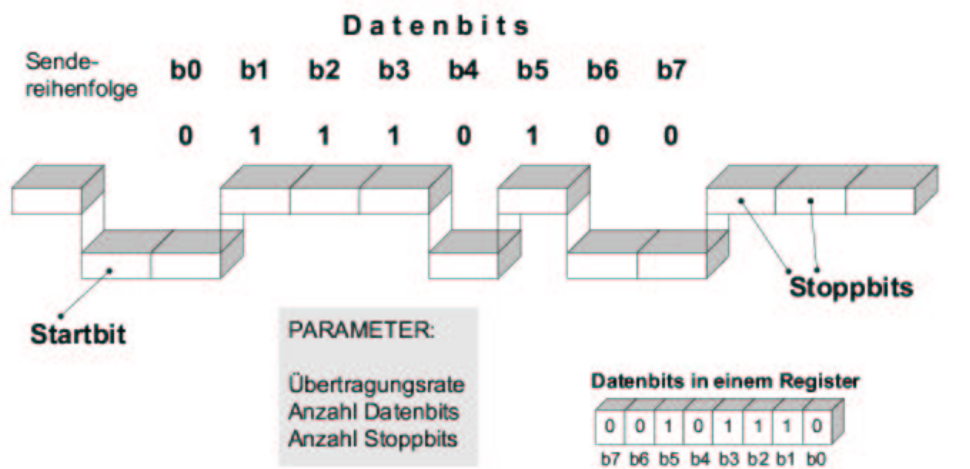 Datenbits
Sende-
reihenfolge
b0 b1 b2 b3 b4 b5 b6 b7
0 1 1 1 0 1 0 0
Startbit
Stoppbits
PARAMETER:
Übertragungsrate
Anzahl Datenbits
Anzahl Stoppbits
Datenbits in einem Register
0 0 1 0 1 1 1 0
b7 b6 b5 b4 b3 b2 b1 b0